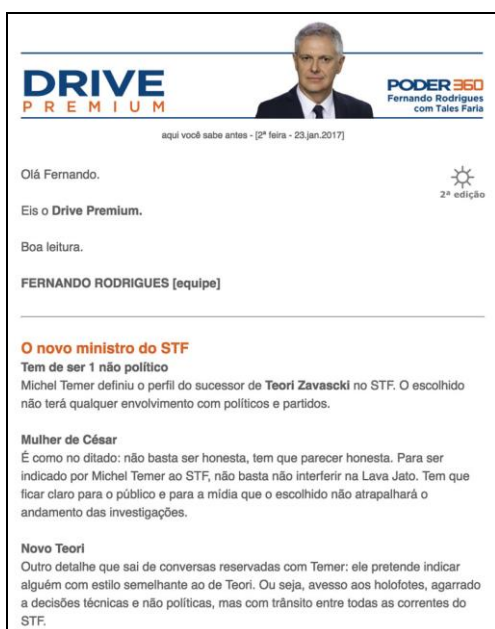 DRIVE
PREMIUM
PODER 360
Fernando Rodrigues
com Tales Faria
aqui você sabe antes - [2ª feira - 23.jan.2017]
Olá Fernando.
2ª edição
Eis o Drive Premium.
Boa leitura.
FERNANDO RODRIGUES [equipe]
O novo ministro do STF
Tem de ser 1 não político
Michel Temer definiu o perfil do sucessor de Teori Zavascki no STF. O escolhido
não terá qualquer envolvimento com políticos e partidos.
Mulher de César
É como no ditado: não basta ser honesta, tem que parecer honesta. Para ser
indicado por Michel Temer ao STF, não basta não interferir na Lava Jato. Tem que
ficar claro para o público e para a mídia que o escolhido não atrapalhará o
andamento das investigações.
Novo Teori
Outro detalhe que sai de conversas reservadas com Temer: ele pretende indicar
alguém com estilo semelhante ao de Teori. Ou seja, avesso aos holofotes, agarrado
a decisões técnicas e não políticas, mas com trânsito entre todas as correntes do
STF.